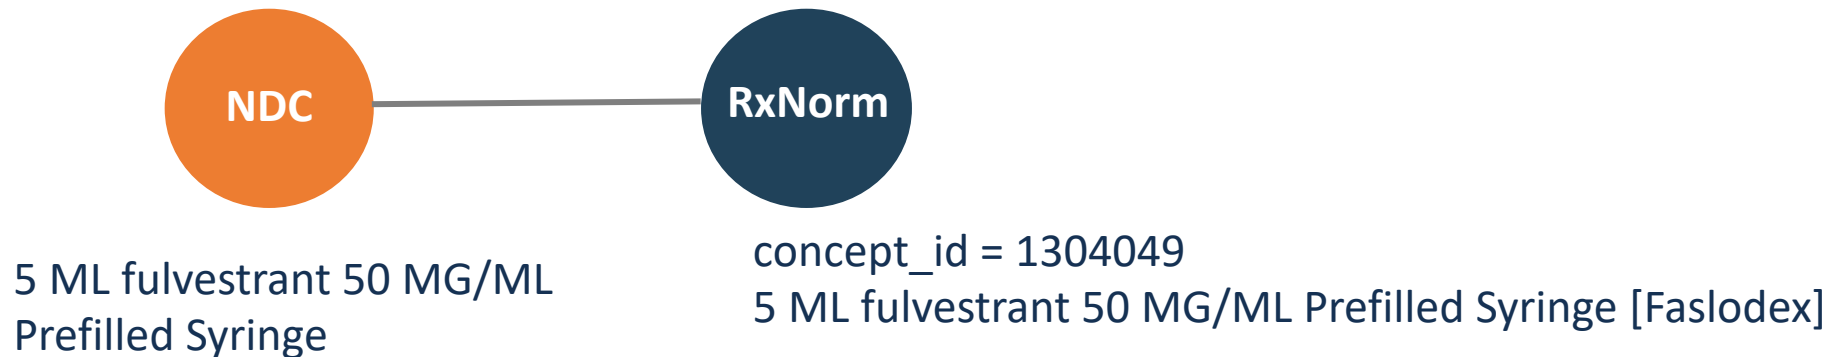 NDC
RxNorm
5 ML fulvestrant 50 MG/ML
Prefilled Syringe
concept_id = 1304049
5 ML fulvestrant 50 MG/ML Prefilled Syringe [Faslodex]